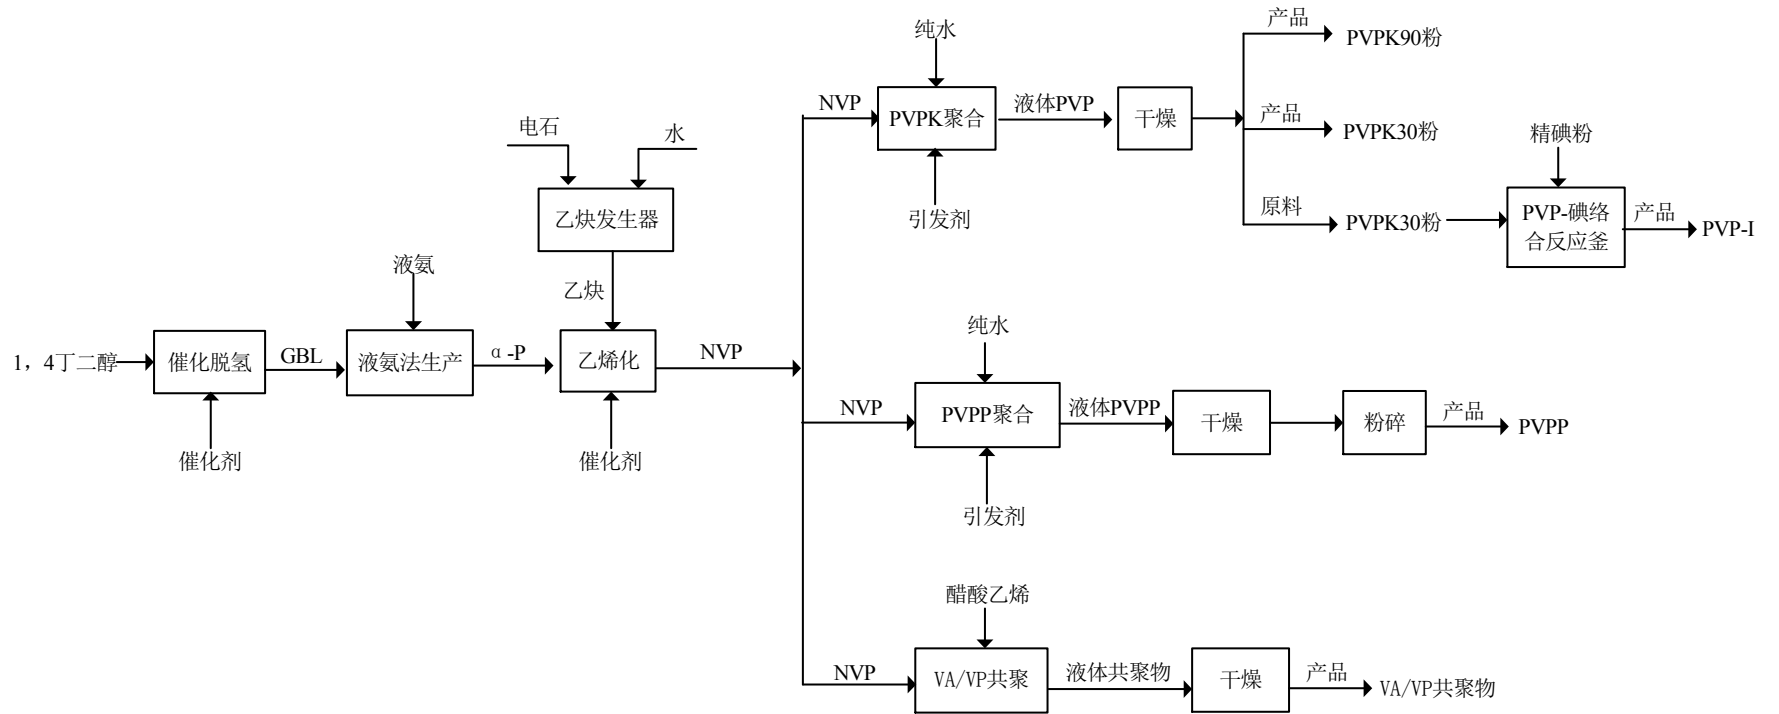 1，4丁二醇
催化脱氢
催化剂
GBL
液氨
液氨法生产
α-P
电石
水
乙炔发生器
乙炔
乙烯化
催化剂
NVP
NVP
纯水
PVPK聚合
引发剂
液体PVP
干燥
产品
PVPK90粉
产品
PVPK30粉
原料
PVPK30粉
精碘粉
PVP-碘络
合反应釜
产品
PVP-I
NVP
纯水
PVPP聚合
引发剂
液体PVPP
干燥
粉碎
产品
PVPP
NVP
醋酸乙烯
VA/VP共聚
液体共聚物
干燥
产品
VA/VP共聚物